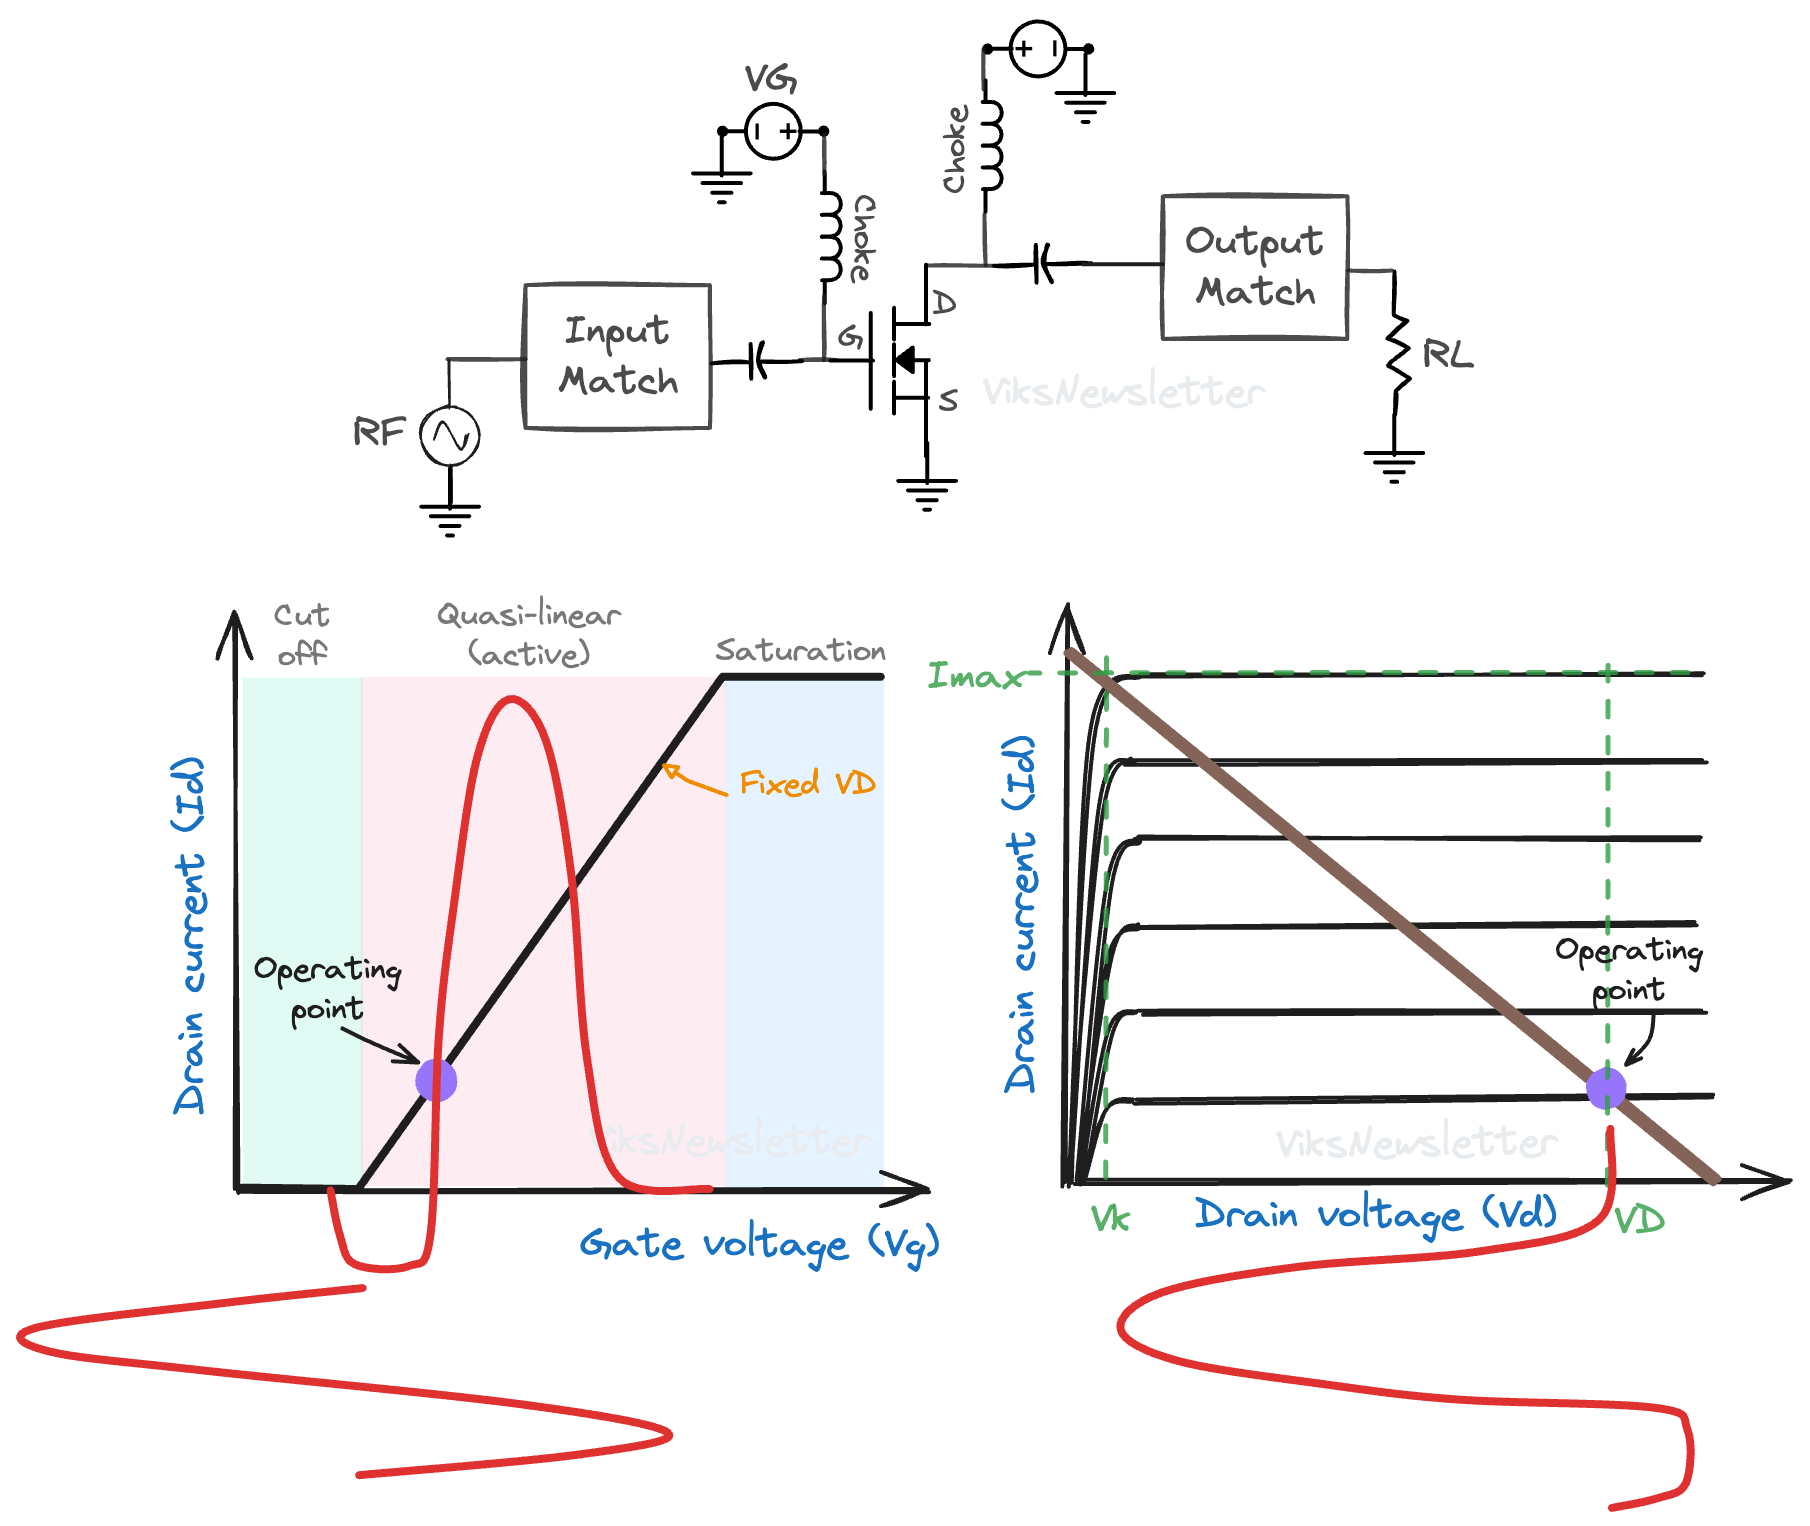 VG
Choke
Choke
Output
Match
Input
Match
G
D
S
RF
RL
ViksNewsletter
+
+
Cut
off
Quasi-linear
(active)
Saturation
Imax
Fixed VD
Drain current (Id)
Operating
point
ViksNewsletter
Gate voltage (Vg)
Drain current (Id)
Operating
point
ViksNewsletter
Vk
Drain voltage (Vd)
VD